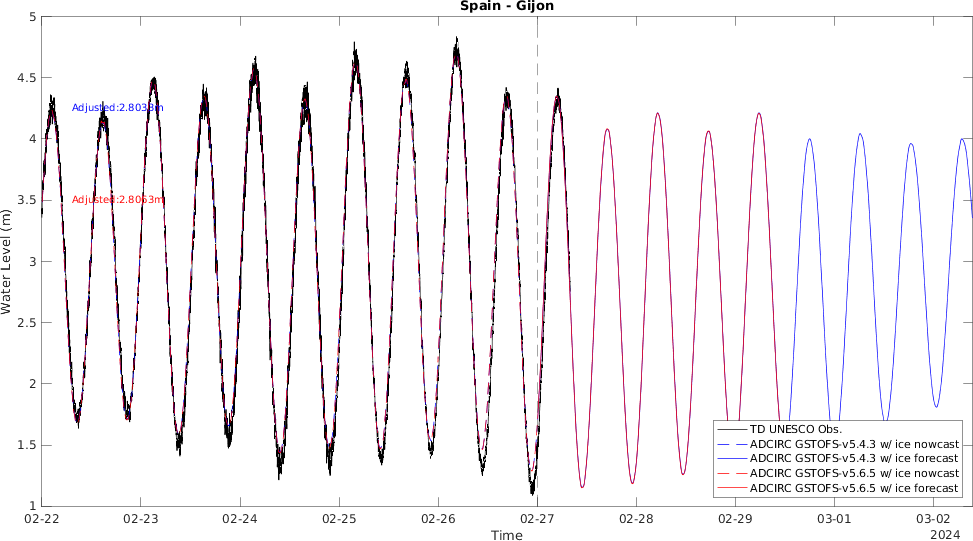 Spain - Gijon
5
4.5
4
3.5
3
2.5
2
1.5
1
Water Level (m)
Adjusted:2.8033m
Adjusted:2.8063m
TD UNESCO Obs.
ADCIRC GSTOFS-v5.4.3 w/ ice nowcast
ADCIRC GSTOFS-v5.4.3 w/ ice forecast
ADCIRC GSTOFS-v5.6.5 w/ ice nowcast
ADCIRC GSTOFS-v5.6.5 w/ ice forecast
02-22 02-23 02-24 02-25 02-26 02-27 02-28 02-29 03-01 03-02
2024
Time